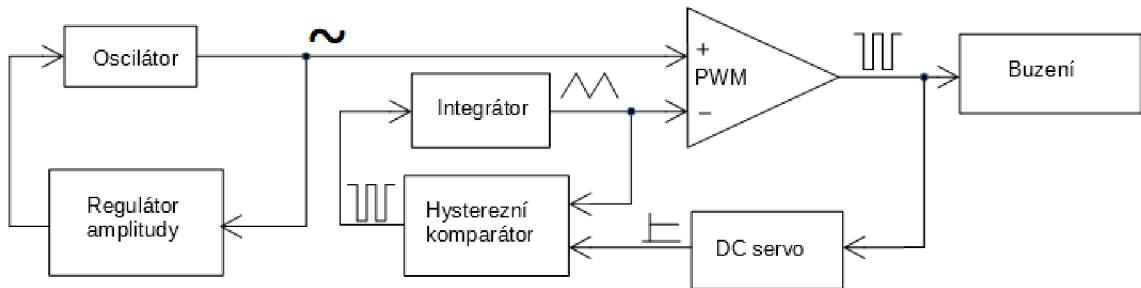 Oscilátor
~
+
PWM
−
Buzení
Integrátor
Regulátor
amplitudy
Hysterezní
komparátor
DC servo